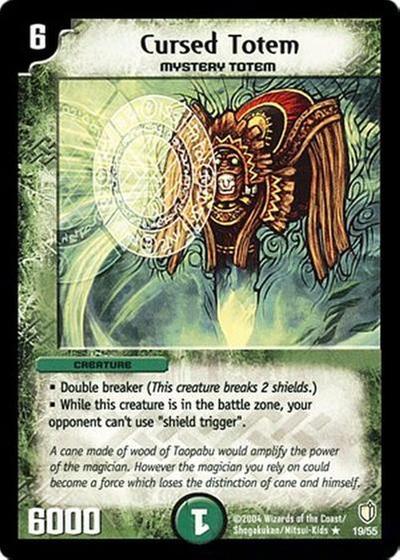 6
Cursed Totem
MYSTERY TOTEM
CREATURE
▪ Double breaker (This creature breaks 2 shields.)
▪ While this creature is in the battle zone, your
opponent can't use "shield trigger".
A cane made of wood of Taopabu would amplify the power
of the magician. However the magician you rely on could
become a force which loses the distinction of cane and himself.
6000
1
©2004 Wizards of the Coast/
Shogakukan/Mitsui-Kids ★ 19/55